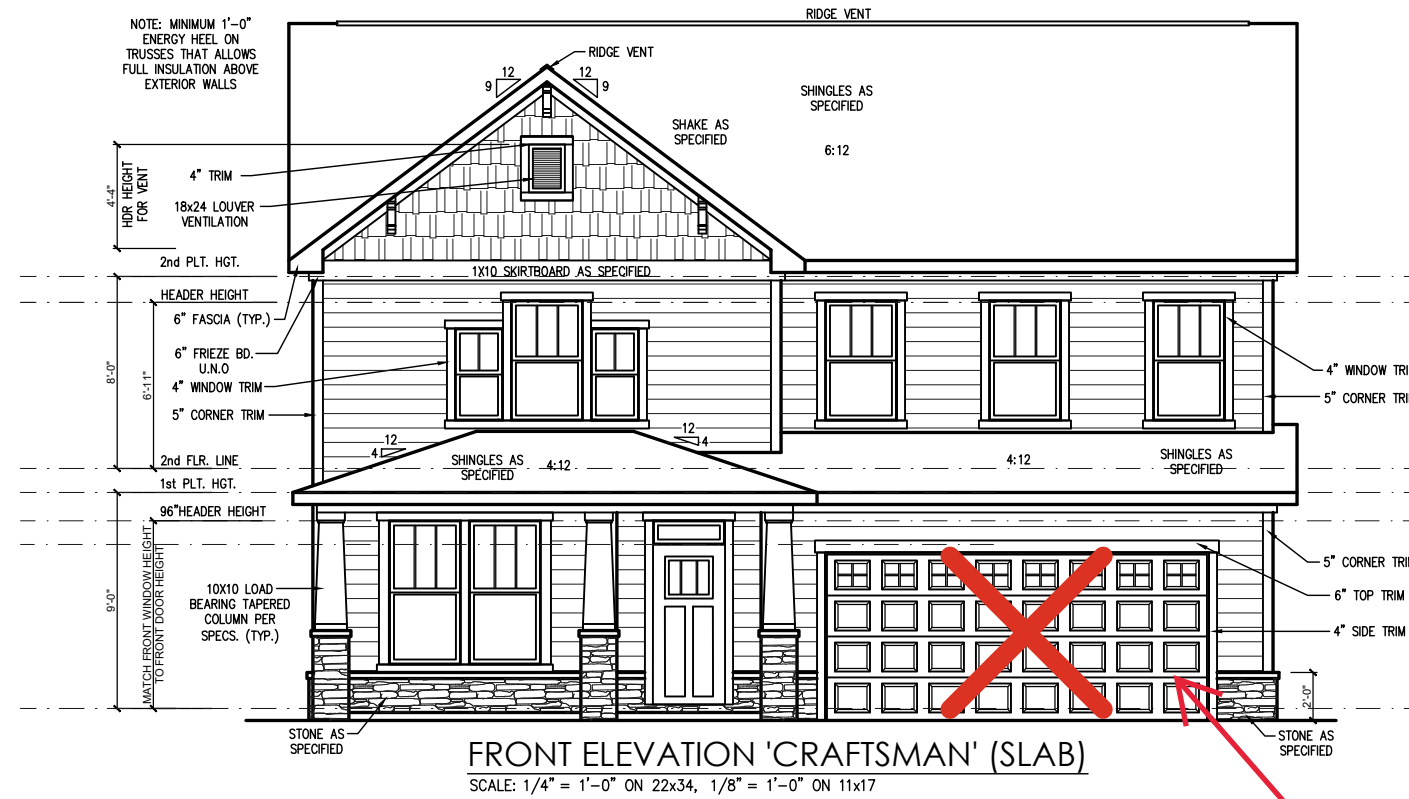 RIDGE VENT
NOTE: MINIMUM 1'-0"
ENERGY HEEL ON
TRUSSES THAT ALLOWS
FULL INSULATION ABOVE
EXTERIOR WALLS
RIDGE VENT
12
9
12
9
SHINGLES AS
SPECIFIED
6:12
SHAKE AS
SPECIFIED
4'-4"
HDR HEIGHT
FOR VENT
4" TRIM
18x24 LOUVER
VENTILATION
2nd PLT. HGT.
1X10 SKIRTBOARD AS SPECIFIED
HEADER HEIGHT
6" FASCIA (TYP.)
6" FRIEZE BD.
U.N.O
4" WINDOW TRIM
5" CORNER TRIM
8'-0"
6'-11"
4" WINDOW TRI
5" CORNER TRI
12
4
12
4
2nd FLR. LINE
SHINGLES AS
SPECIFIED
4:12
4:12
SHINGLES AS
SPECIFIED
1st PLT. HGT.
96"HEADER HEIGHT
9'-0"
MATCH FRONT WINDOW HEIGHT
TO FRONT DOOR HEIGHT
10X10 LOAD
BEARING TAPERED
COLUMN PER
SPECS. (TYP.)
5" CORNER TRI
6" TOP TRIM
4" SIDE TRIM
2'-0"
STONE AS
SPECIFIED
STONE AS
SPECIFIED
FRONT ELEVATION 'CRAFTSMAN' (SLAB)
SCALE: 1/4" = 1'-0" ON 22x34, 1/8" = 1'-0" ON 11x17